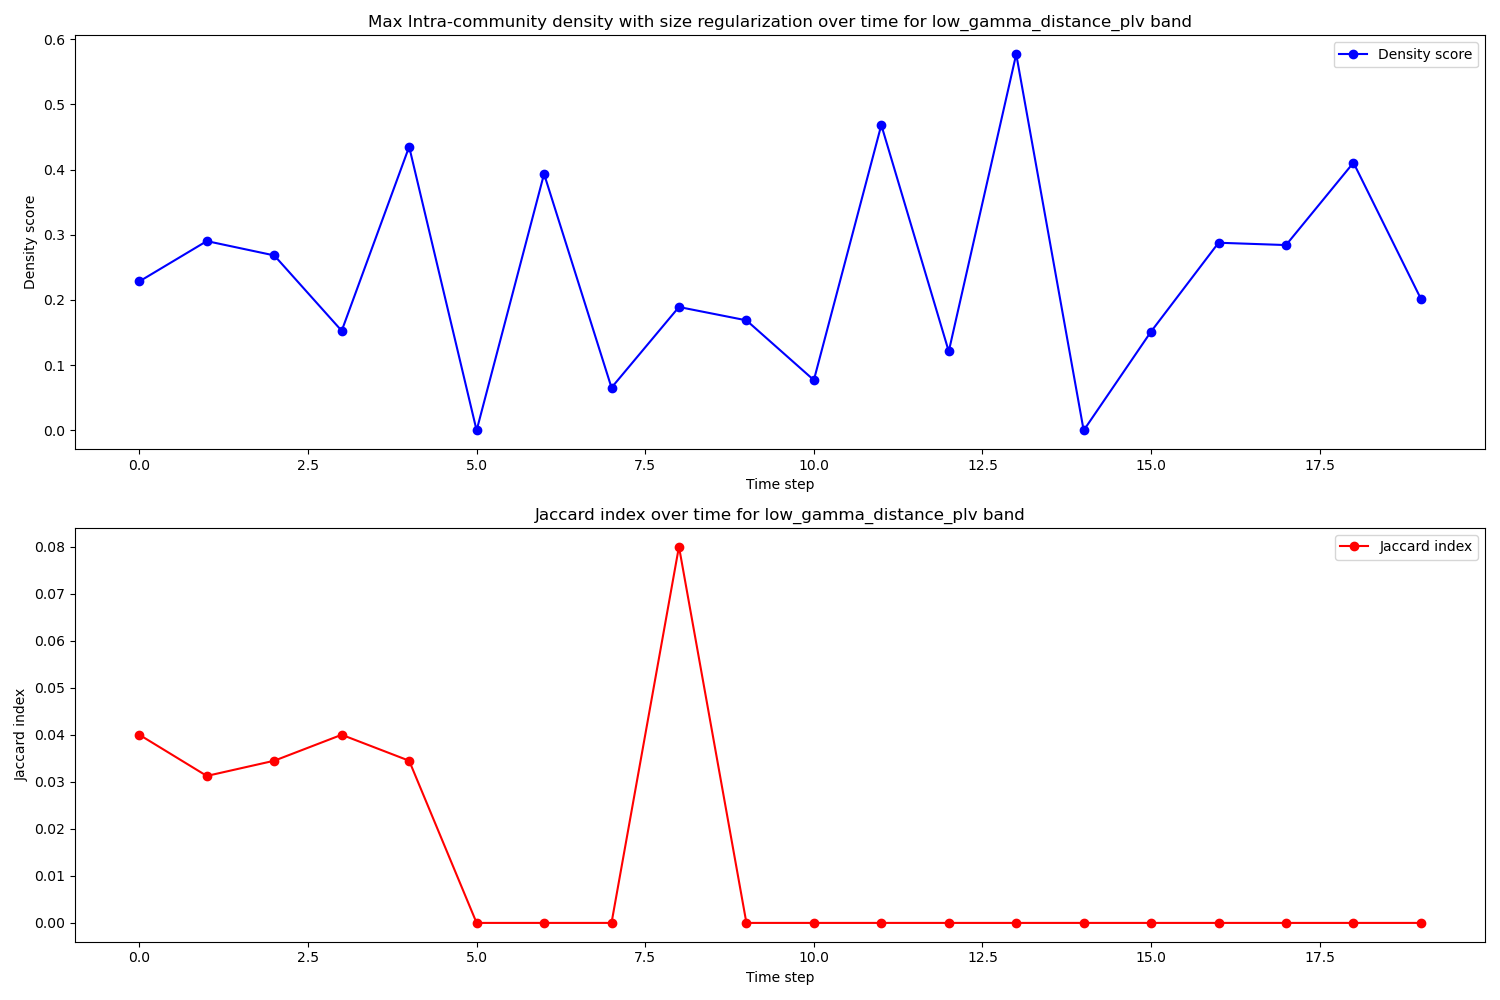 Max Intra-community density with size regularization over time for low_gamma_distance_plv band
Density score
0.6
0.5
0.4
0.3
0.2
0.1
0.0
Density score
0.0 2.5 5.0 7.5 10.0 12.5 15.0 17.5
Time step
Jaccard index over time for low_gamma_distance_plv band
Jaccard index
0.08
0.07
0.06
0.05
0.04
0.03
0.02
0.01
0.00
Jaccard index
0.0 2.5 5.0 7.5 10.0 12.5 15.0 17.5
Time step